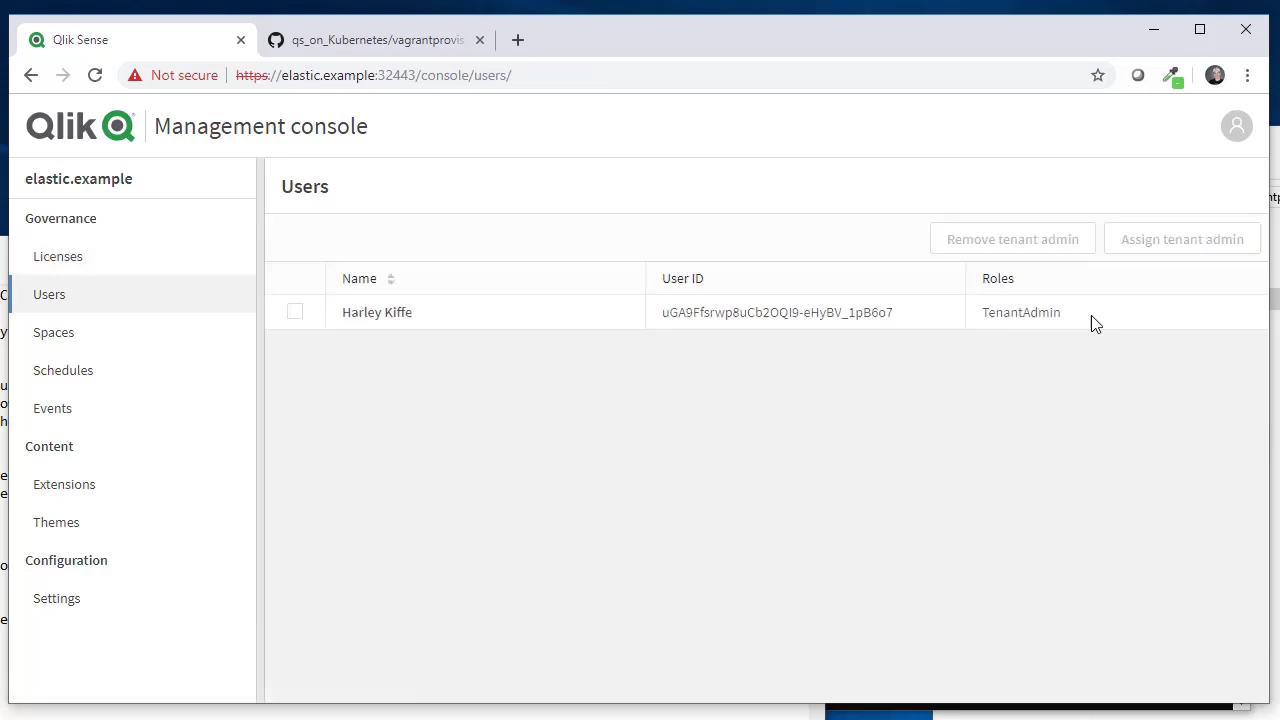 Qlik Sense
qs_on_Kubernetes/vagrantprovis
Not secure
https://elastic.example:32443/console/users/
Qlik
Management console
elastic.example
Governance
Licenses
Users
Spaces
Schedules
Events
Content
Extensions
Themes
Configuration
Settings
Users
Remove tenant admin
Assign tenant admin
Name
User ID
Roles
Harley Kiffe
uGA9Ffsrwp8uCb2OQI9-eHyBV_1pB6o7
TenantAdmin